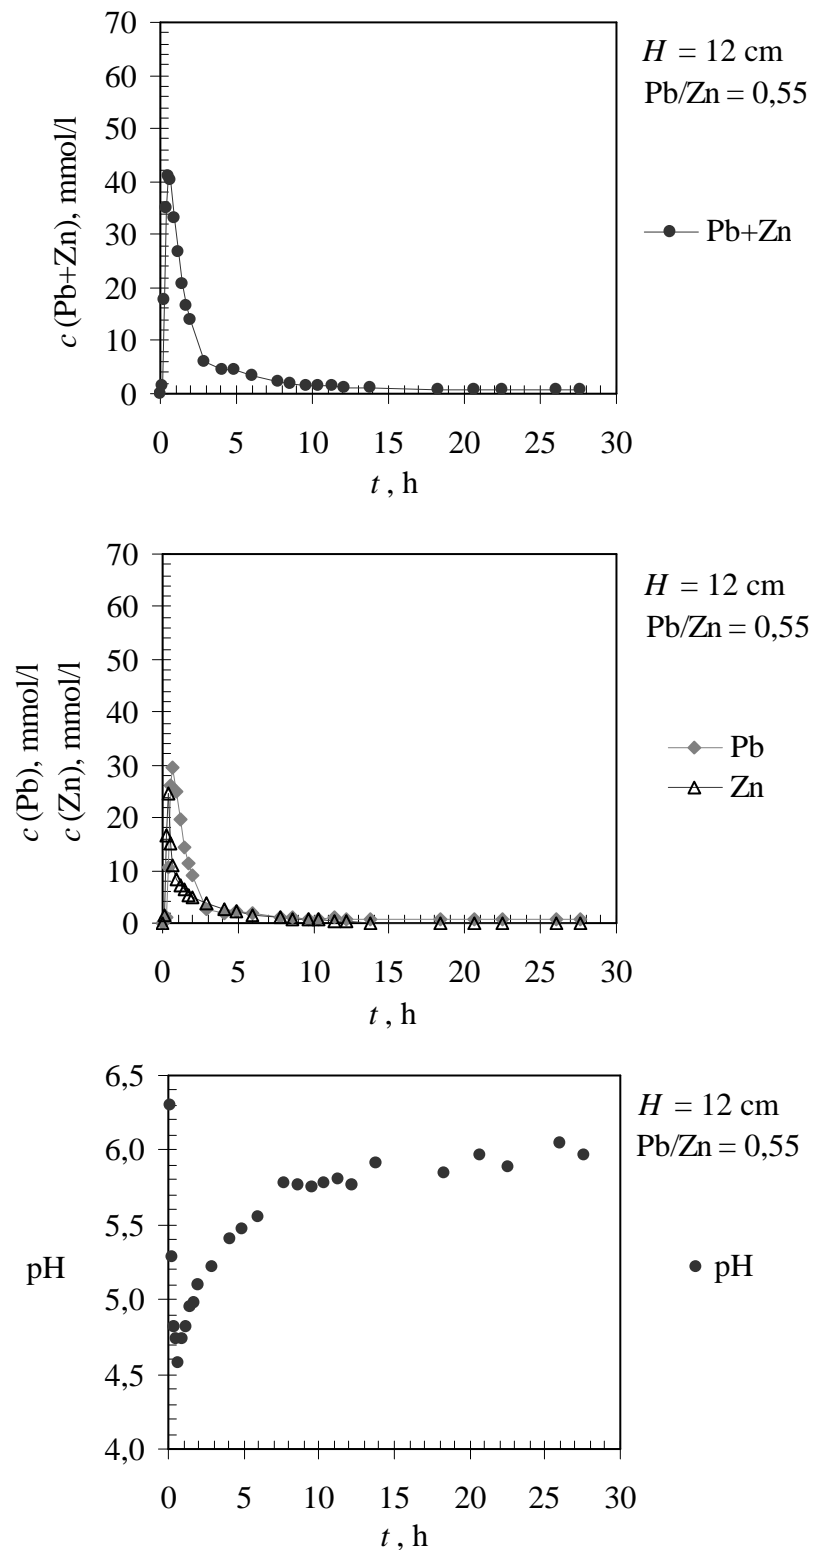 70
60
50
40
30
20
10
0
c (Pb+Zn), mmol/l
0 5 10 15 20 25 30
t , h
H = 12 cm
Pb/Zn = 0,55
Pb+Zn
70
60
50
40
30
20
10
0
c (Pb), mmol/l
c (Zn), mmol/l
0 5 10 15 20 25 30
t , h
H = 12 cm
Pb/Zn = 0,55
Pb
Zn
6,5
6,0
5,5
5,0
4,5
4,0
pH
0 5 10 15 20 25 30
t , h
H = 12 cm
Pb/Zn = 0,55
pH